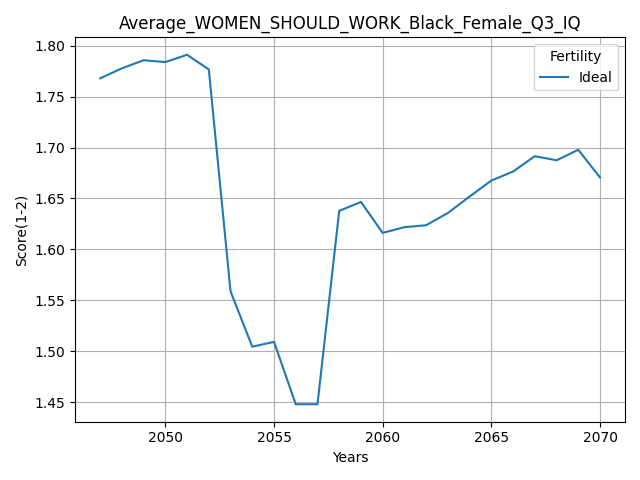 Average_WOMEN_SHOULD_WORK_Black_Female_Q3_IQ
Fertility
Ideal
Score(1-2)
1.80
1.75
1.70
1.65
1.60
1.55
1.50
1.45
2050 2055 2060 2065 2070
Years